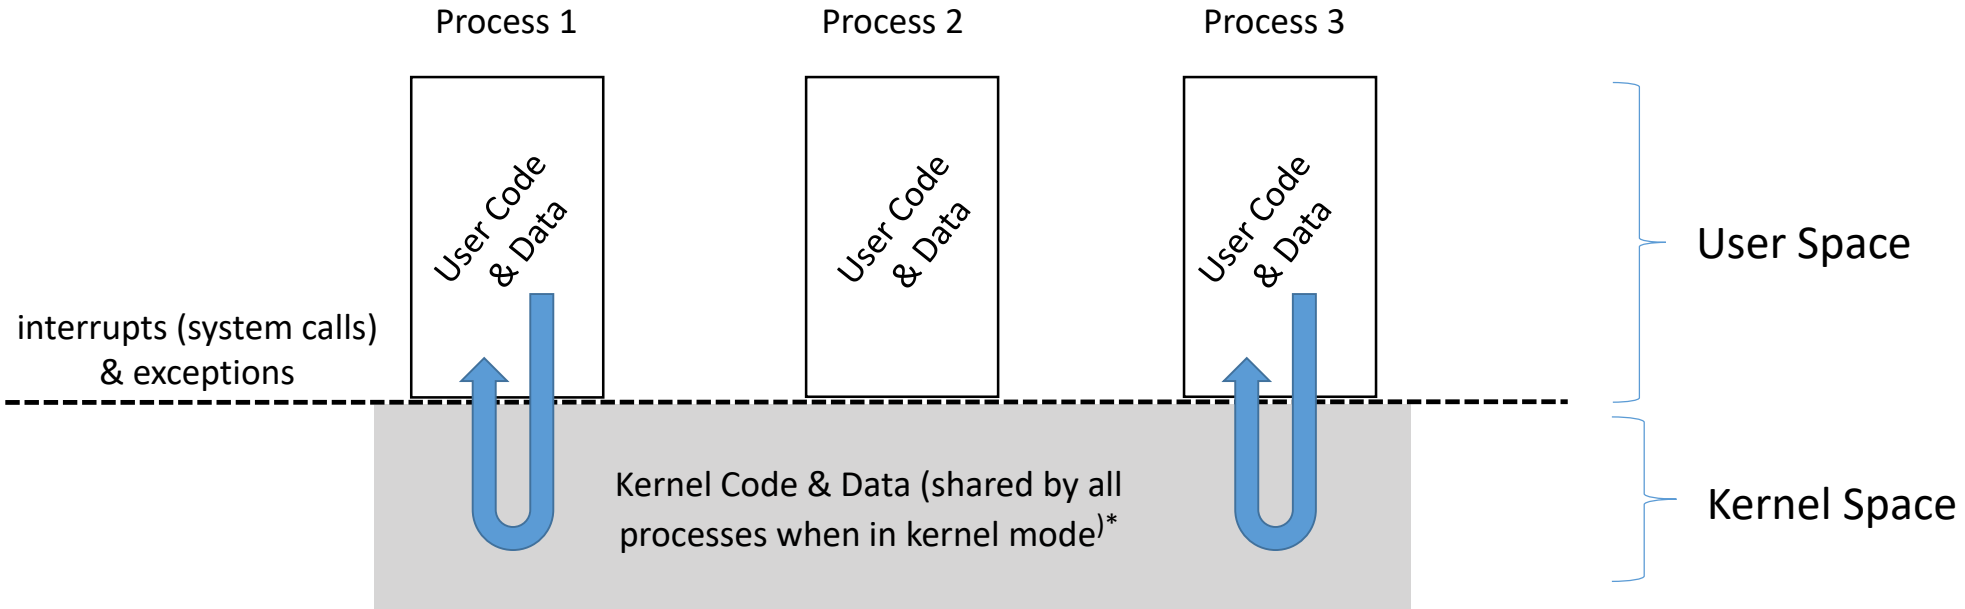 Process 1
Process 2
Process 3
User Code
& Data
User Code
& Data
User Code
& Data
User Space
interrupts (system calls)
& exceptions
Kernel Code & Data (shared by all
processes when in kernel mode)*
Kernel Space